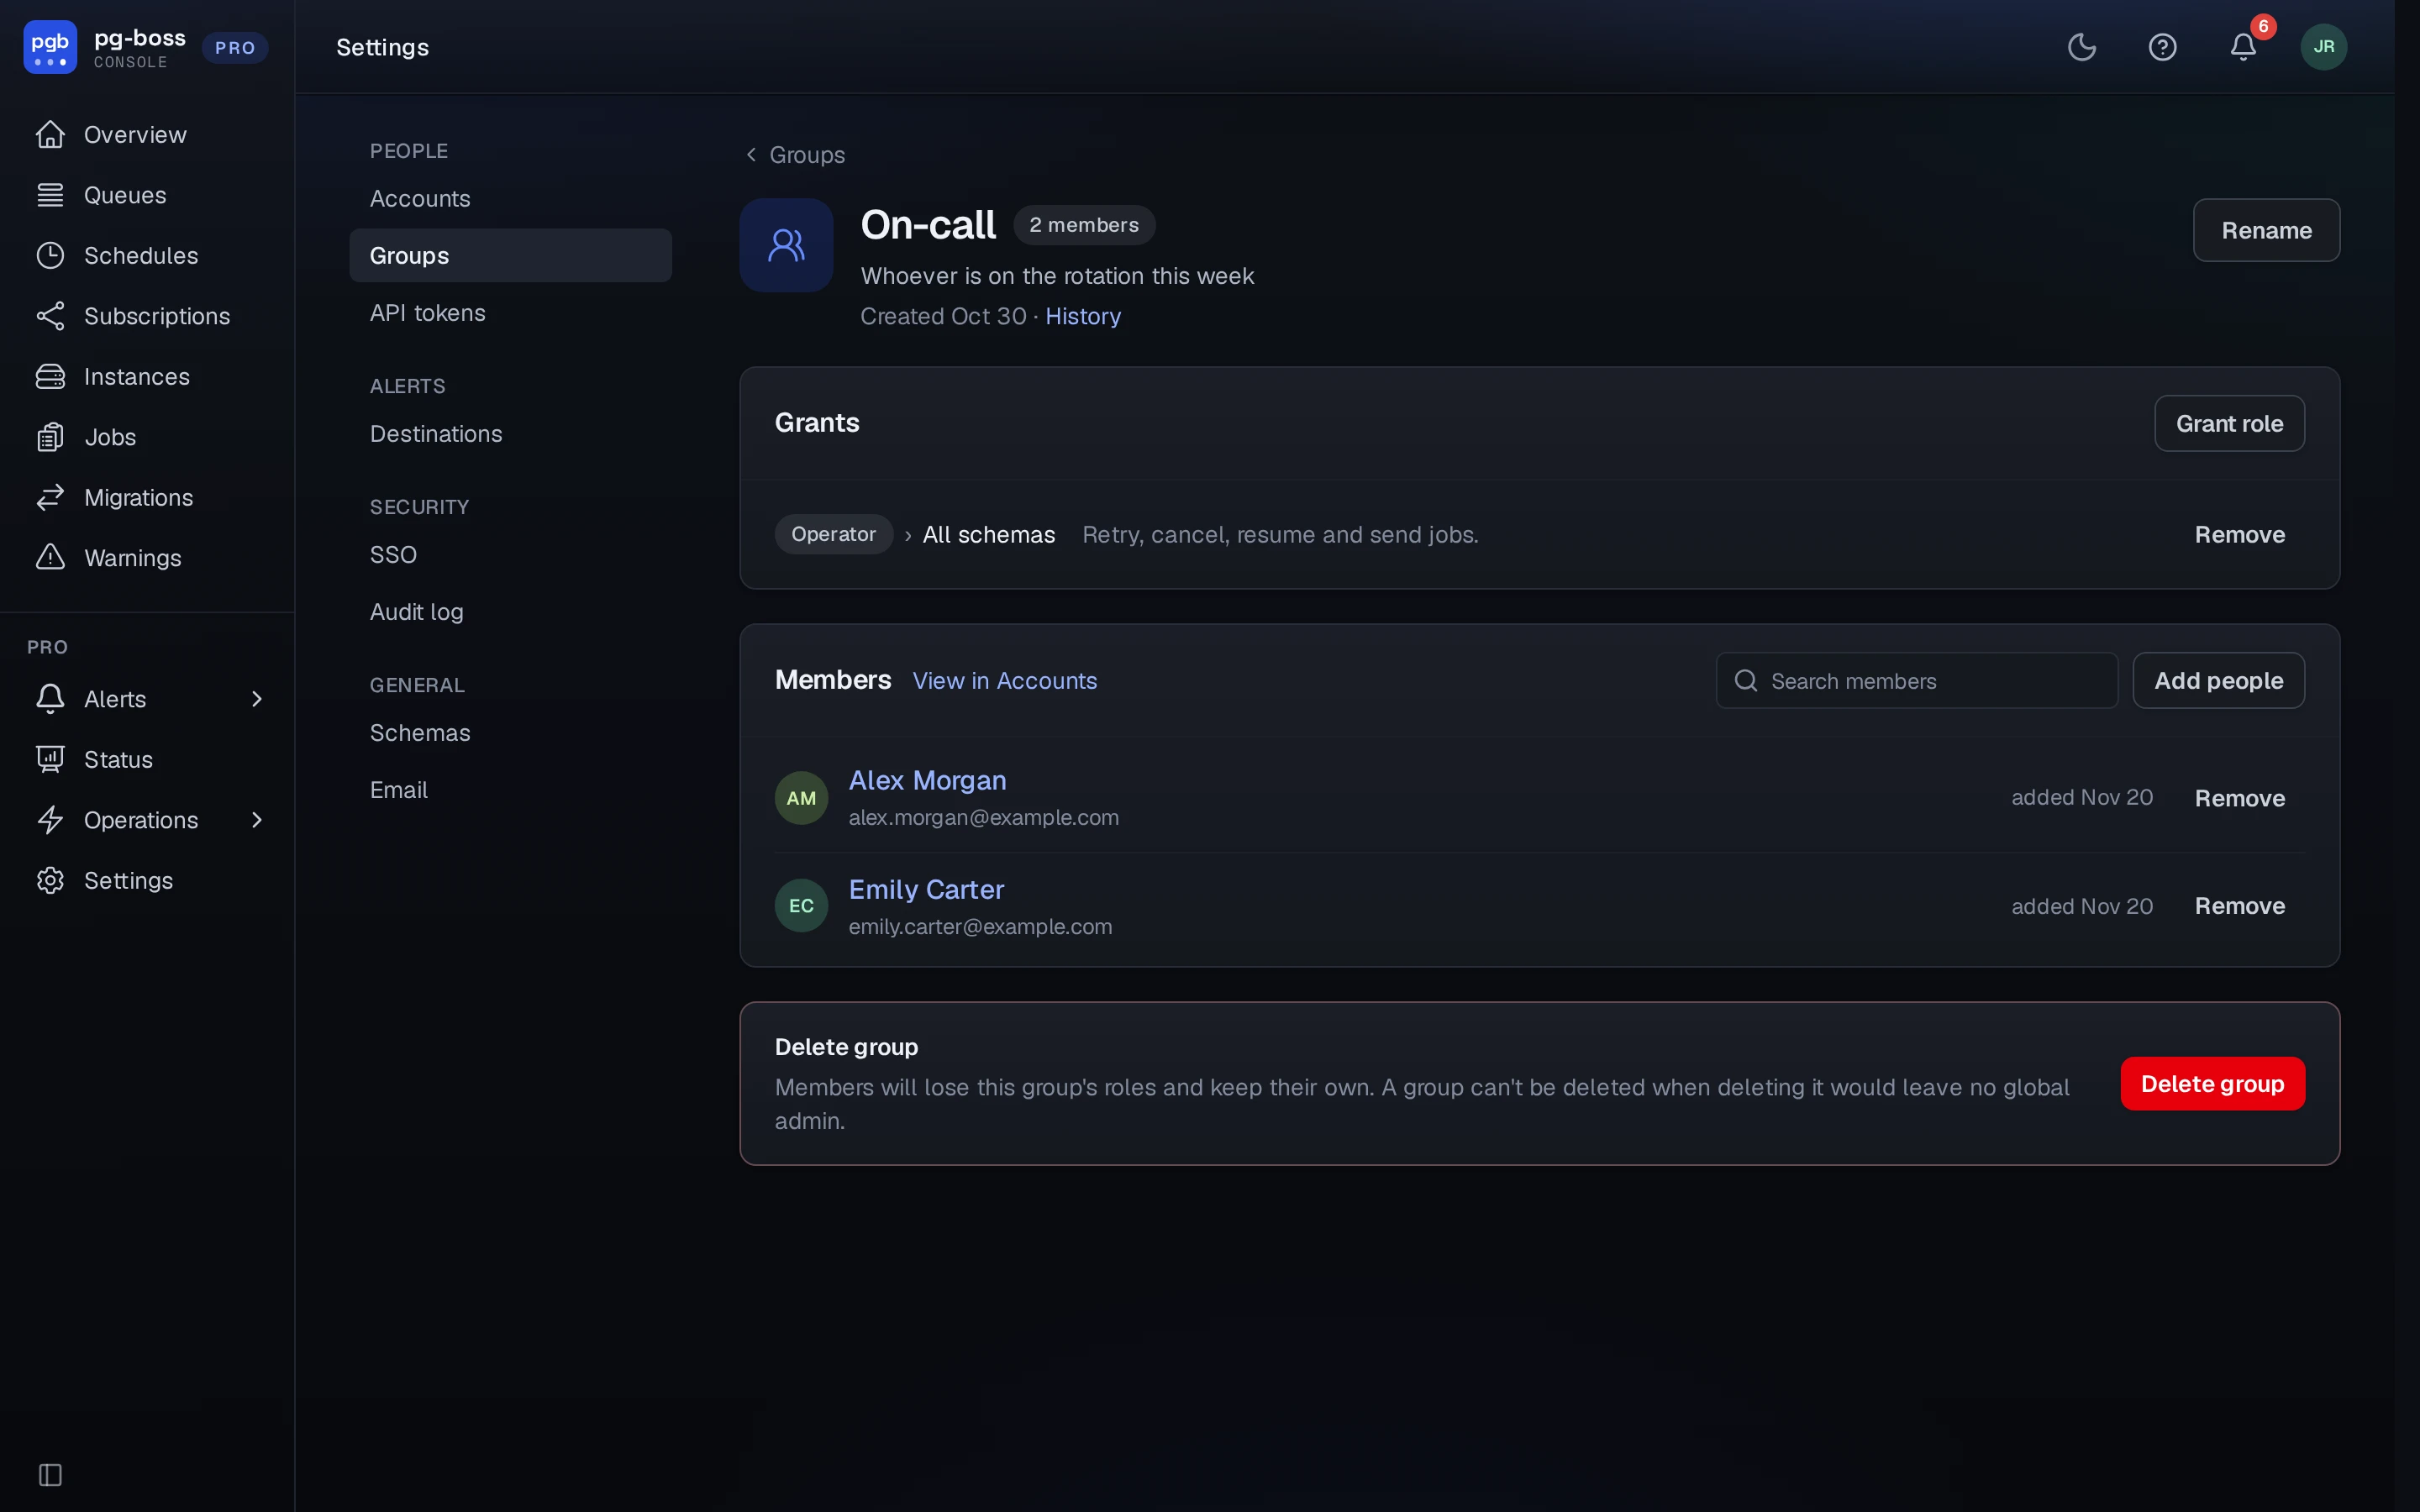 pgb
pg-boss
CONSOLE
PRO
Settings
6
JR
Overview
Queues
Schedules
Subscriptions
Instances
Jobs
Migrations
Warnings
PRO
Alerts
Status
Operations
Settings
PEOPLE
Accounts
Groups
API tokens
ALERTS
Destinations
SECURITY
SSO
Audit log
GENERAL
Schemas
Email
Groups
On-call 2 members
Rename
Whoever is on the rotation this week
Created Oct 30 · History
Grants
Grant role
Operator › All schemas Retry, cancel, resume and send jobs. Remove
Members View in Accounts
Search members
Add people
AM
Alex Morgan
alex.morgan@example.com
added Nov 20 Remove
EC
Emily Carter
emily.carter@example.com
added Nov 20 Remove
Delete group
Members will lose this group's roles and keep their own. A group can't be deleted when deleting it would leave no global
admin.
Delete group